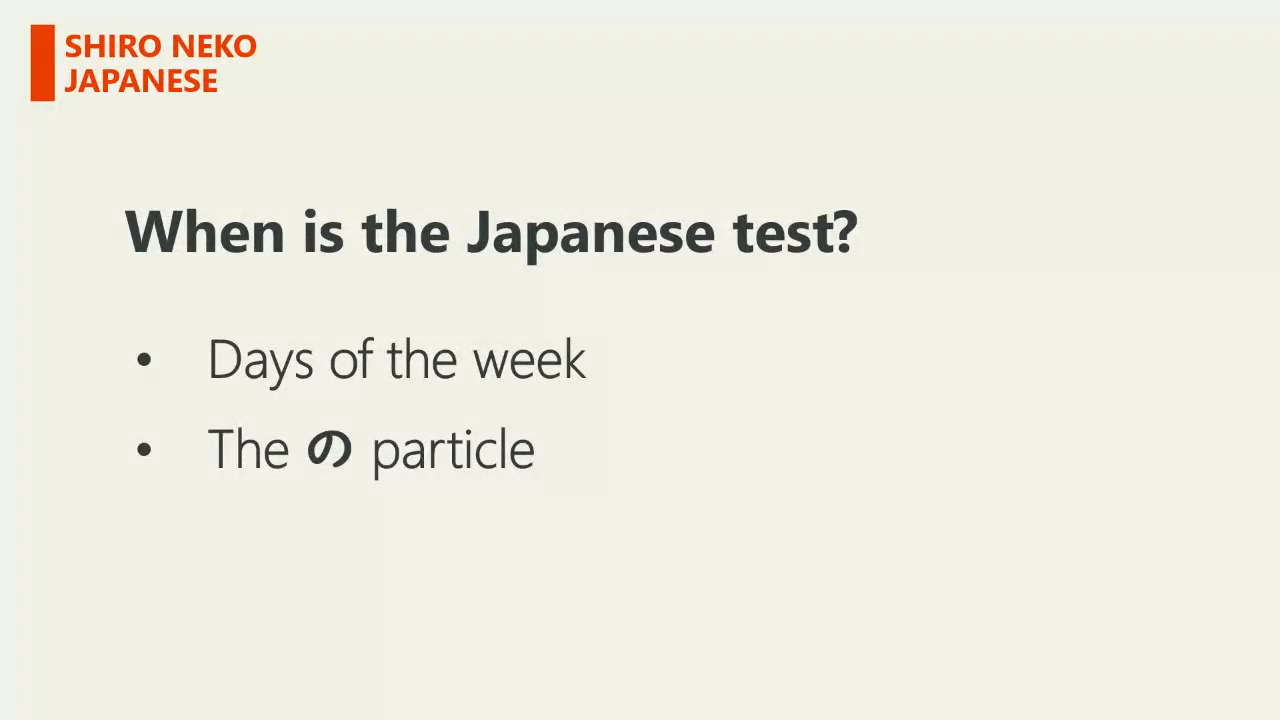 SHIRO NEKO
JAPANESE
When is the Japanese test?
• Days of the week
• The の particle